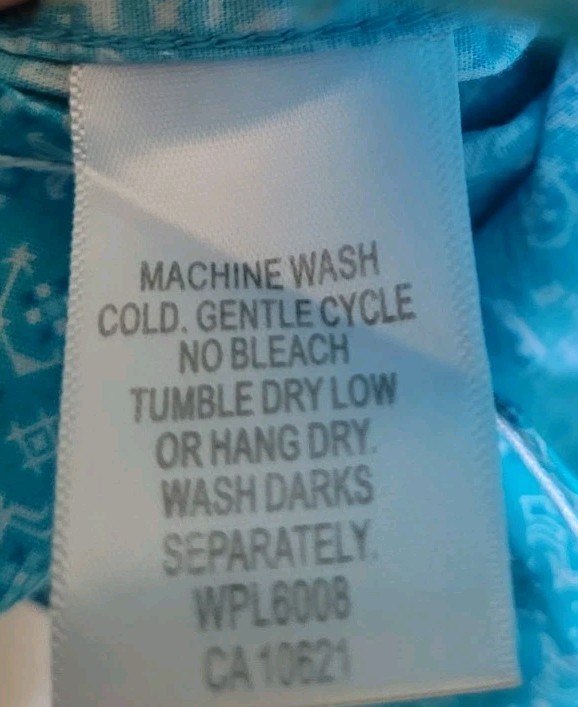 MACHINE WASH
COLD. GENTLE CYCLE
NO BLEACH
TUMBLE DRY LOW
OR HANG DRY.
WASH DARKS
SEPARATELY.
WPL6008
CA 10621